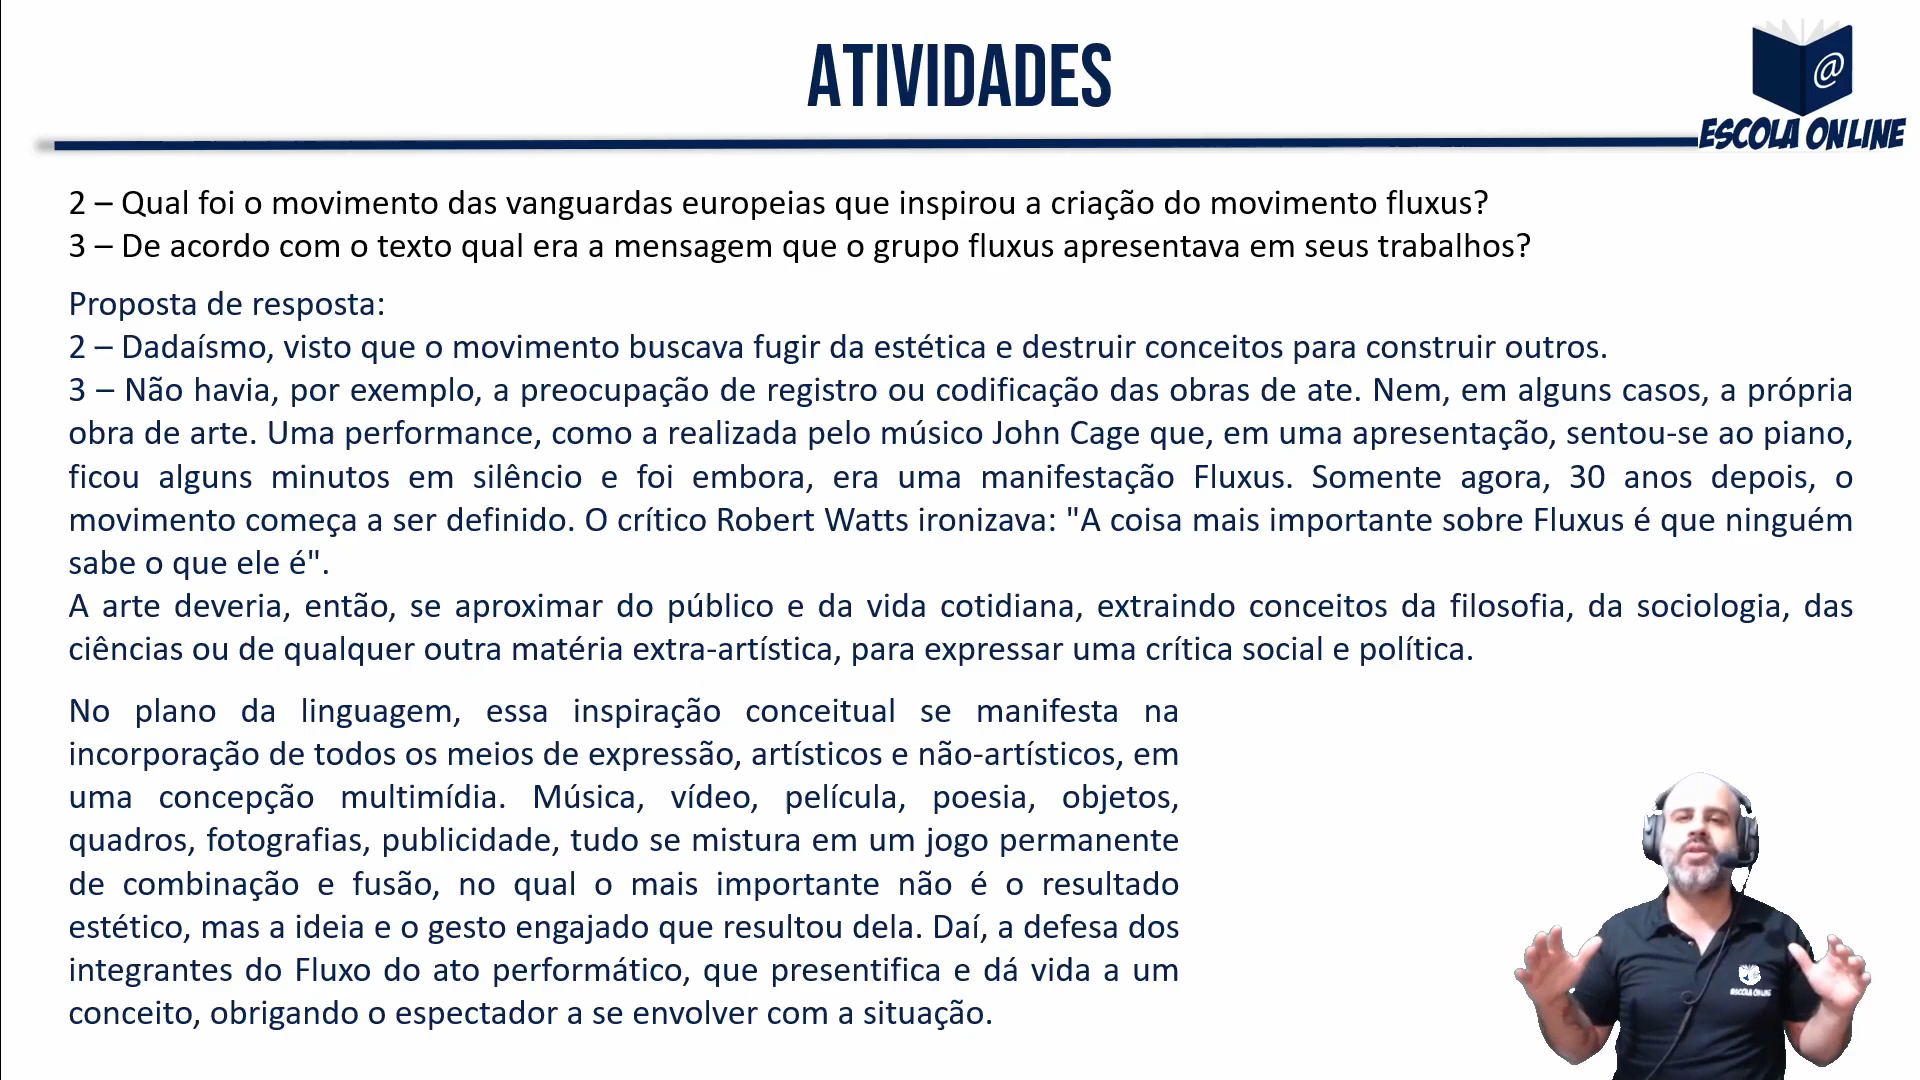 ATIVIDADES
@
ESCOLA ONLINE
2 – Qual foi o movimento das vanguardas europeias que inspirou a criação do movimento fluxus?
3 – De acordo com o texto qual era a mensagem que o grupo fluxus apresentava em seus trabalhos?
Proposta de resposta:
2 – Dadaísmo, visto que o movimento buscava fugir da estética e destruir conceitos para construir outros.
3 – Não havia, por exemplo, a preocupação de registro ou codificação das obras de ate. Nem, em alguns casos, a própria
obra de arte. Uma performance, como a realizada pelo músico John Cage que, em uma apresentação, sentou-se ao piano,
ficou alguns minutos em silêncio e foi embora, era uma manifestação Fluxus. Somente agora, 30 anos depois, o
movimento começa a ser definido. O crítico Robert Watts ironizava: "A coisa mais importante sobre Fluxus é que ninguém
sabe o que ele é".
A arte deveria, então, se aproximar do público e da vida cotidiana, extraindo conceitos da filosofia, da sociologia, das
ciências ou de qualquer outra matéria extra-artística, para expressar uma crítica social e política.
No plano da linguagem, essa inspiração conceitual se manifesta na
incorporação de todos os meios de expressão, artísticos e não-artísticos, em
uma concepção multimídia. Música, vídeo, película, poesia, objetos,
quadros, fotografias, publicidade, tudo se mistura em um jogo permanente
de combinação e fusão, no qual o mais importante não é o resultado
estético, mas a ideia e o gesto engajado que resultou dela. Daí, a defesa dos
integrantes do Fluxo do ato performático, que presentifica e dá vida a um
conceito, obrigando o espectador a se envolver com a situação.
ESCOLA ONLINE